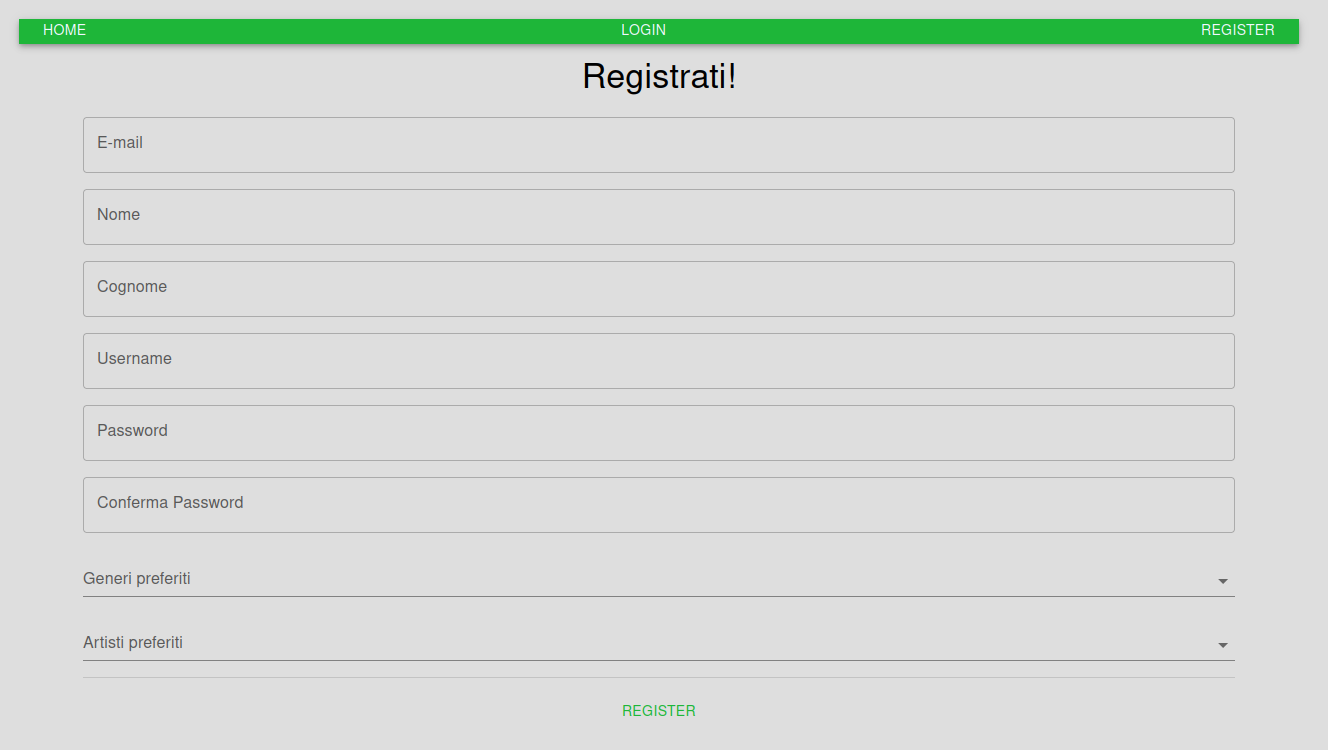 HOME LOGIN REGISTER
Registrati!
E-mail
Nome
Cognome
Username
Password
Conferma Password
Generi preferiti
Artisti preferiti
REGISTER